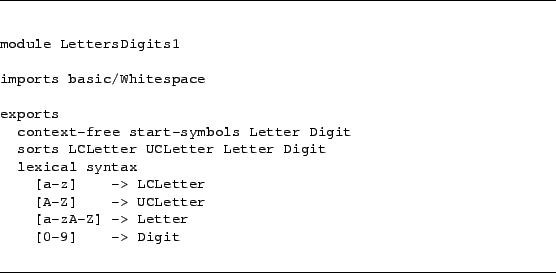 module LettersDigits1
imports basic/Whitespace
exports
  context-free start-symbols Letter Digit
  sorts LCLetter UCLetter Letter Digit
  lexical syntax
    [a-z]    -> LCLetter
    [A-Z]    -> UCLetter
    [a-zA-Z] -> Letter
    [0-9]    -> Digit